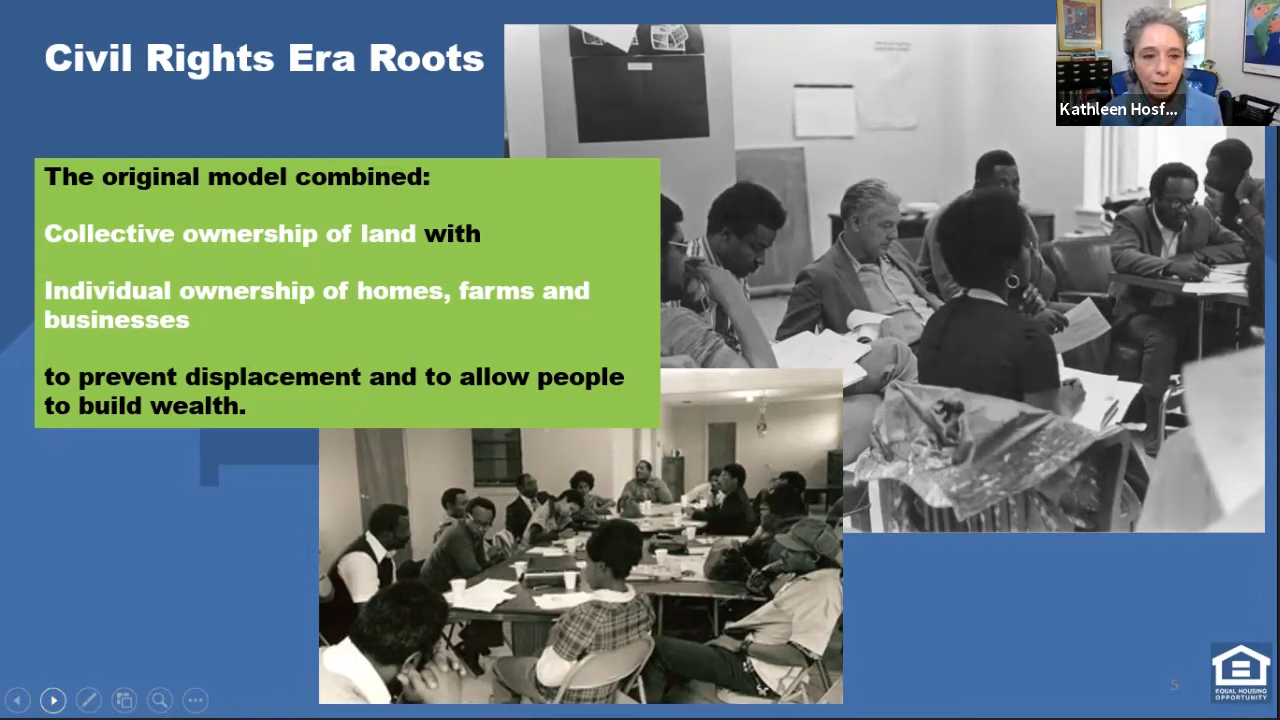 Civil Rights Era Roots
Kathleen Hosf...
The original model combined:
Collective ownership of land with
Individual ownership of homes, farms and
businesses
to prevent displacement and to allow people
to build wealth.
5
EQUAL HOUSING
OPPORTUNITY